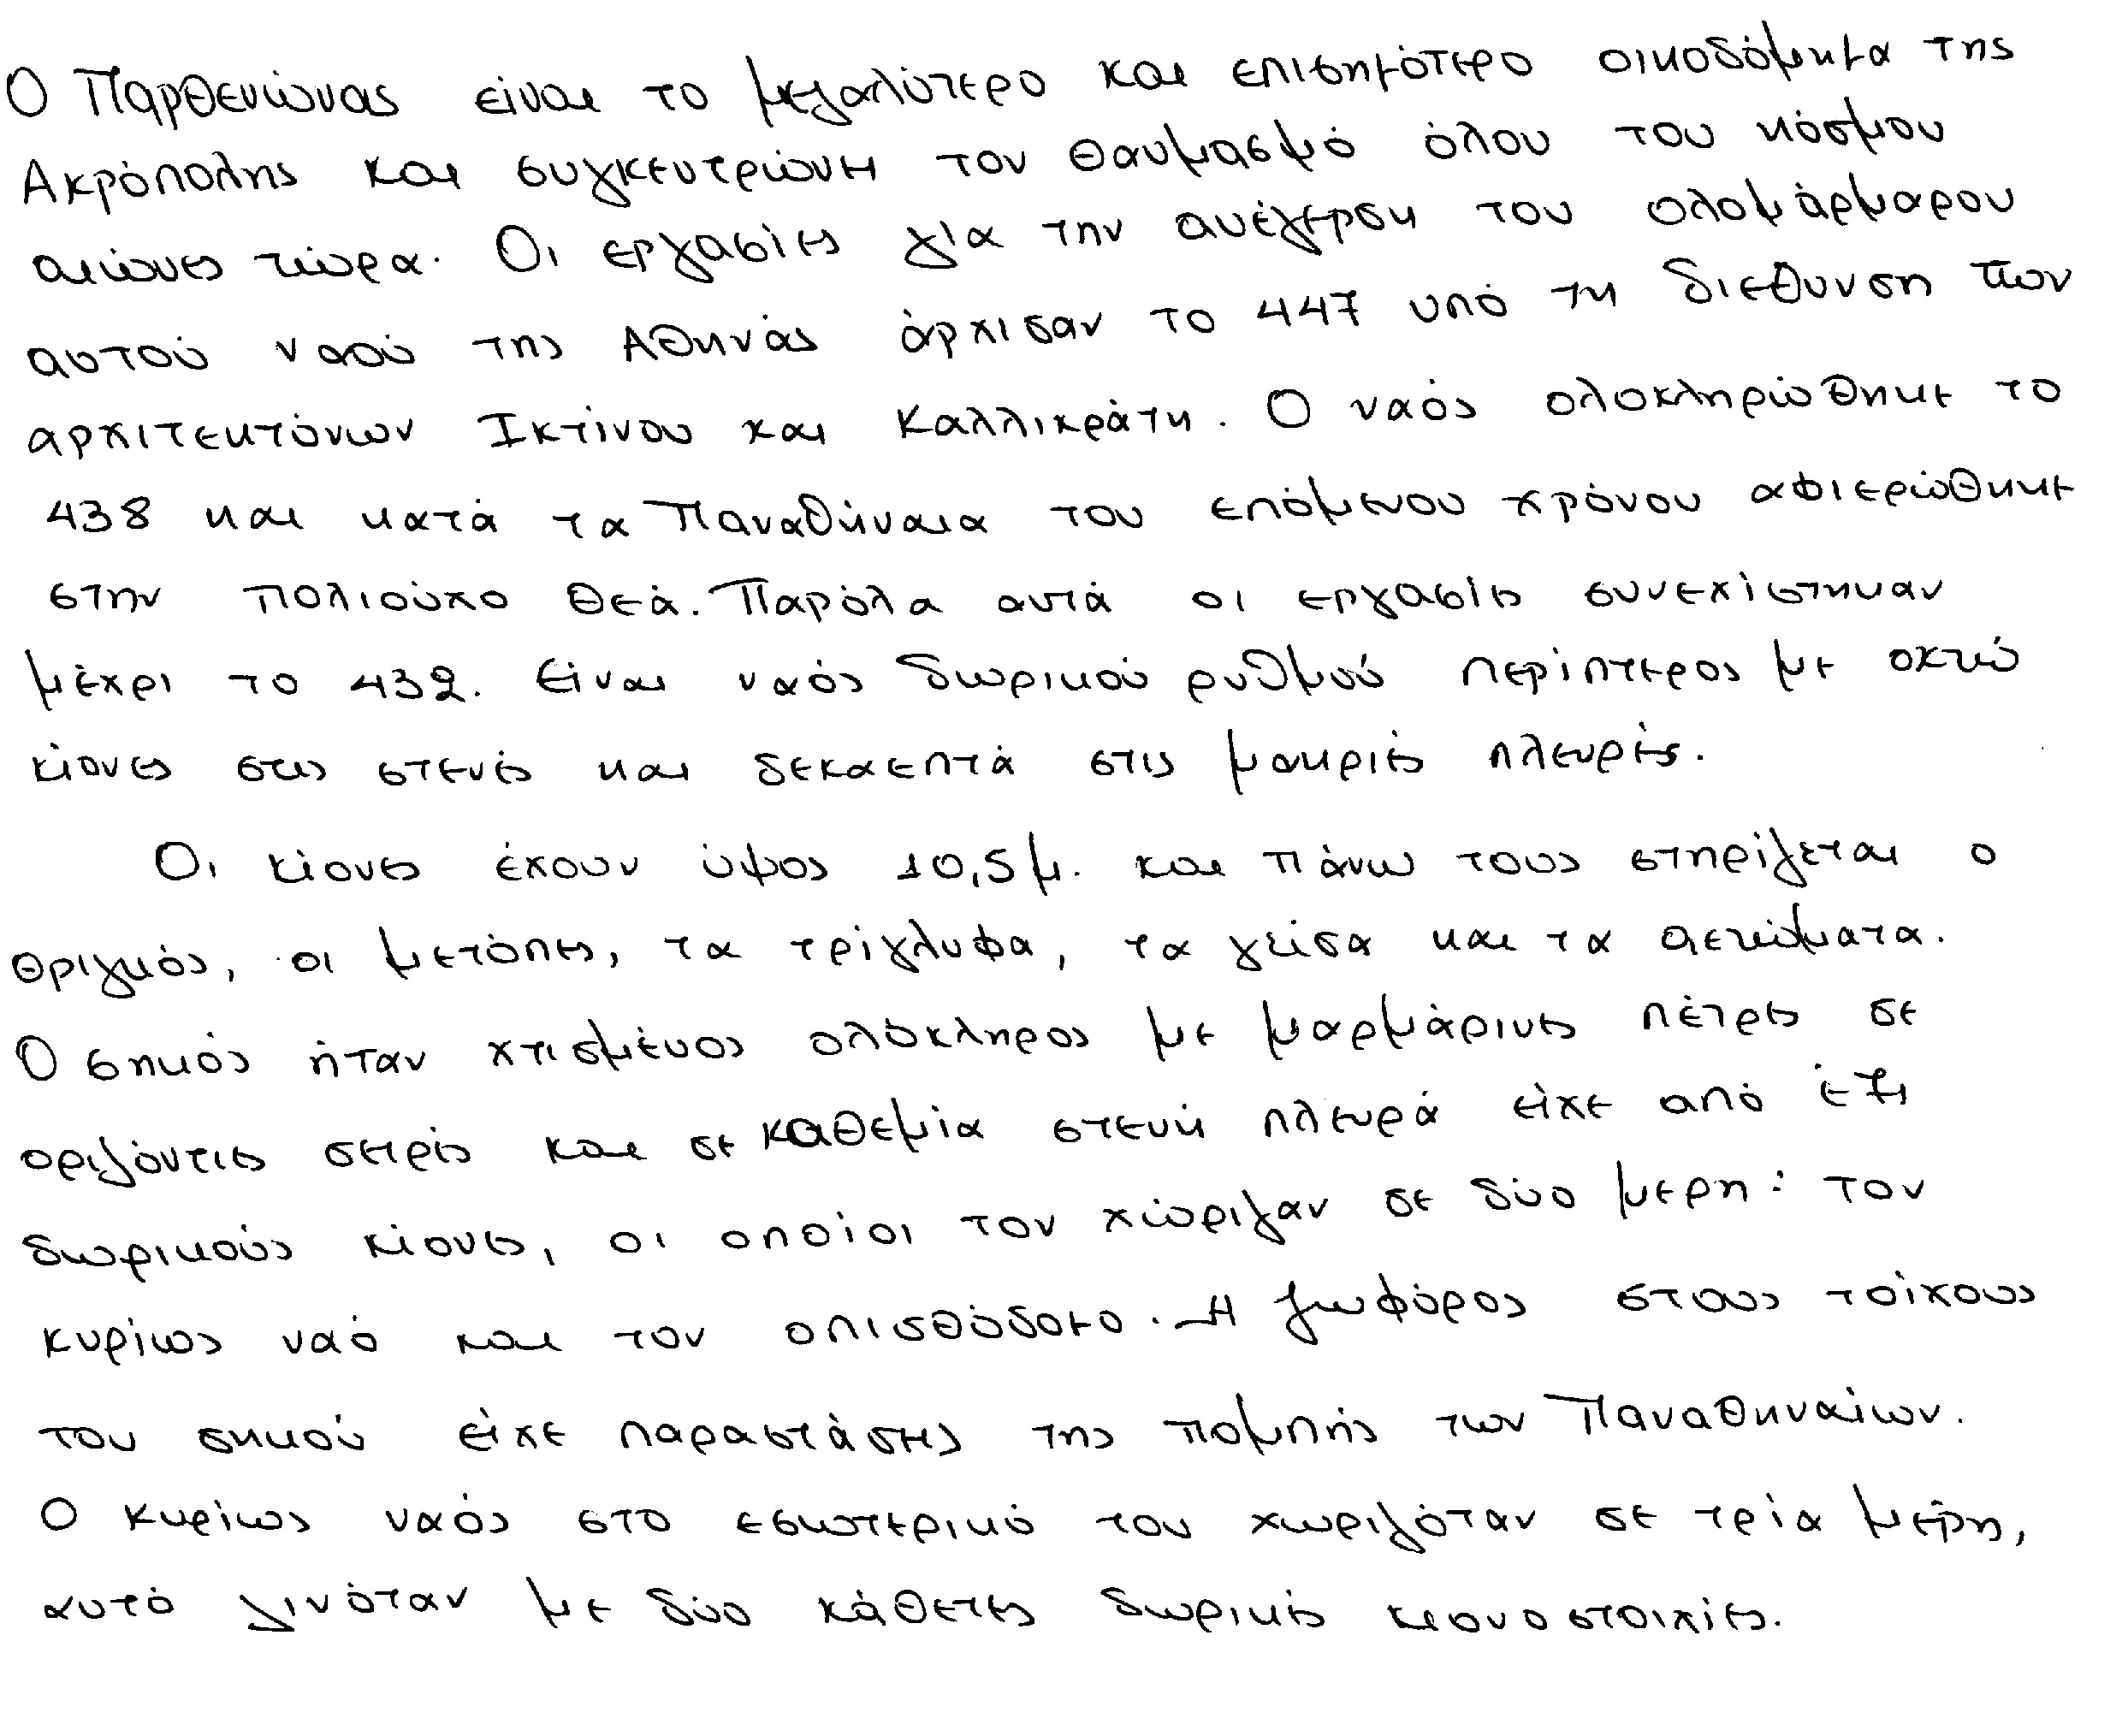 Ο Παρθενώνας είναι το μεγαλύτερο και επισημότερο οικοδόμημα της
Ακρόπολης και συγκεντρώνει τον θαυμασμό όλου του κόσμου
αιώνες τώρα. Οι εργασίες για την ανέγερση του ολομάρμαρου
αυτού ναού της Αθηνάς άρχισαν το 447 υπό τη διεύθυνση των
αρχιτεκτόνων Ικτίνου και Καλλικράτη. Ο ναός ολοκληρώθηκε το
438 και κατά τα Παναθήναια του επόμενου χρόνου αφιερώθηκε
στην πολιούχο θεά. Παρόλα αυτά οι εργασίες συνεχίστηκαν
μέχρι το 432. Είναι ναός δωρικού ρυθμού περίπτερος με οκτώ
κίονες στις στενές και δεκαεπτά στις μακριές πλευρές.
Οι κίονες έχουν ύψος 10,5μ. και πάνω τους στηρίζεται ο
θριγκός, οι μετόπες, τα τρίγλυφα, τα γείσα και τα αετώματα.
Ο σηκός ήταν χτισμένος ολόκληρος με μαρμάρινες πέτρες σε
οριζόντιες σειρές και σε καθεμία στενή πλευρά είχε από έξι
δωρικούς κίονες, οι οποίοι τον χώριζαν σε δύο μερη: τον
κυρίως ναό και τον οπισθόδομο. Η ζωφόρος στους τοίχους
του σηκού είχε παραστάσεις της πομπής των Παναθηναίων.
Ο κυρίως ναός στο εσωτερικό του χωριζόταν σε τρία μέρη,
αυτό γινόταν με δύο κάθετες δωρικές κιονοστοιχίες.